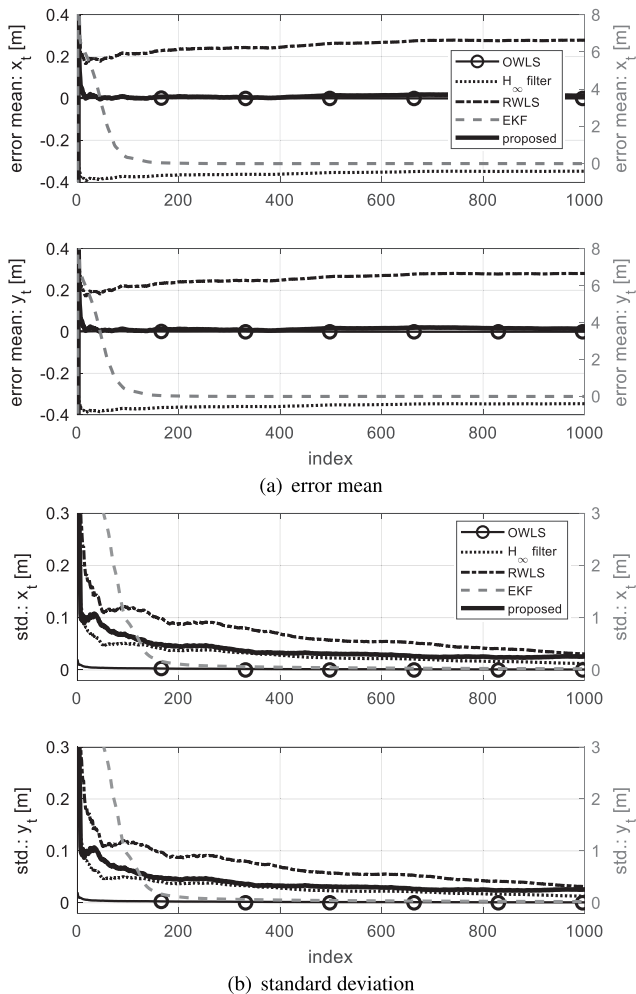 error mean: x_t [m]
0.4
0.2
0
-0.2
-0.4
OWLS
H_∞ filter
RWLS
EKF
proposed
8
6
4
2
0
error mean: x_t [m]
0 200 400 600 800 1000
error mean: y_t [m]
0.4
0.2
0
-0.2
-0.4
8
6
4
2
0
error mean: y_t [m]
0 200 400 600 800 1000
index
(a) error mean
std.: x_t [m]
0.3
0.2
0.1
0
OWLS
H_∞ filter
RWLS
EKF
proposed
3
2
1
0
std.: x_t [m]
0 200 400 600 800 1000
std.: y_t [m]
0.3
0.2
0.1
0
3
2
1
0
std.: y_t [m]
0 200 400 600 800 1000
index
(b) standard deviation